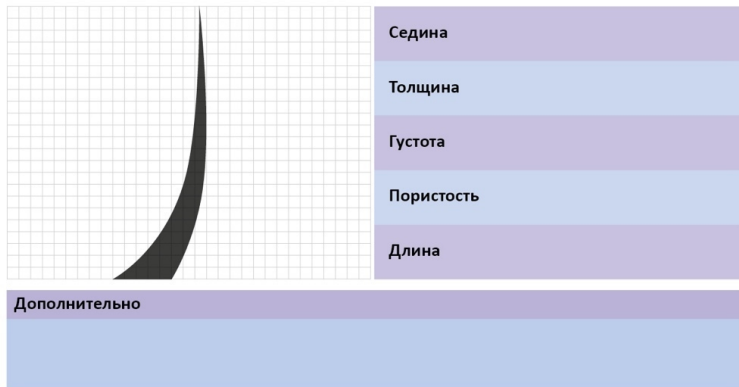 Седина
Толщина
Густота
Пористость
Длина
Дополнительно